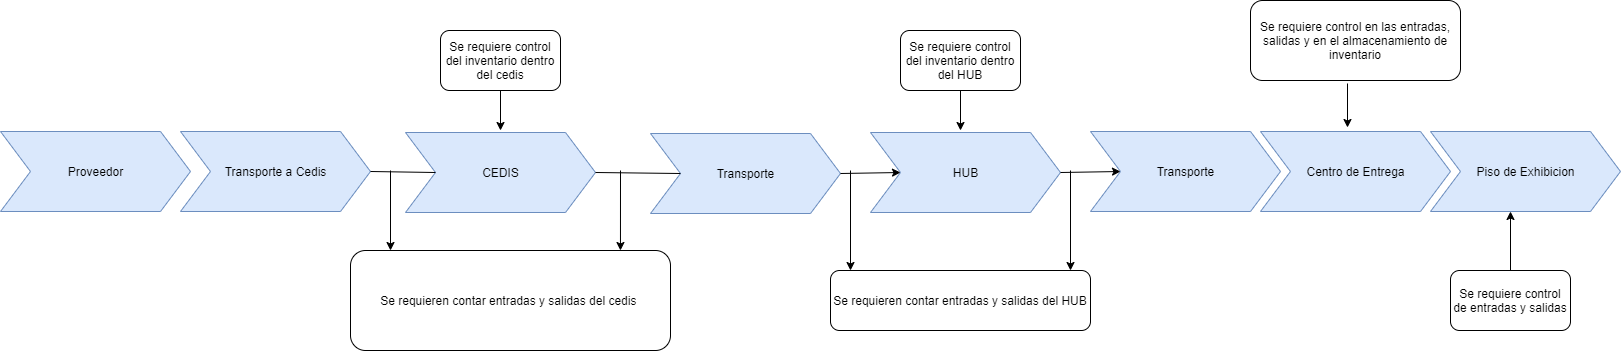 Se requiere control
del inventario dentro
del cedis
Se requiere control
del inventario dentro
del HUB
Se requiere control en las entradas,
salidas y en el almacenamiento de
inventario
Proveedor
Transporte a Cedis
CEDIS
Transporte
HUB
Transporte
Centro de Entrega
Piso de Exhibicion
Se requieren contar entradas y salidas del cedis
Se requieren contar entradas y salidas del HUB
Se requiere control
de entradas y salidas